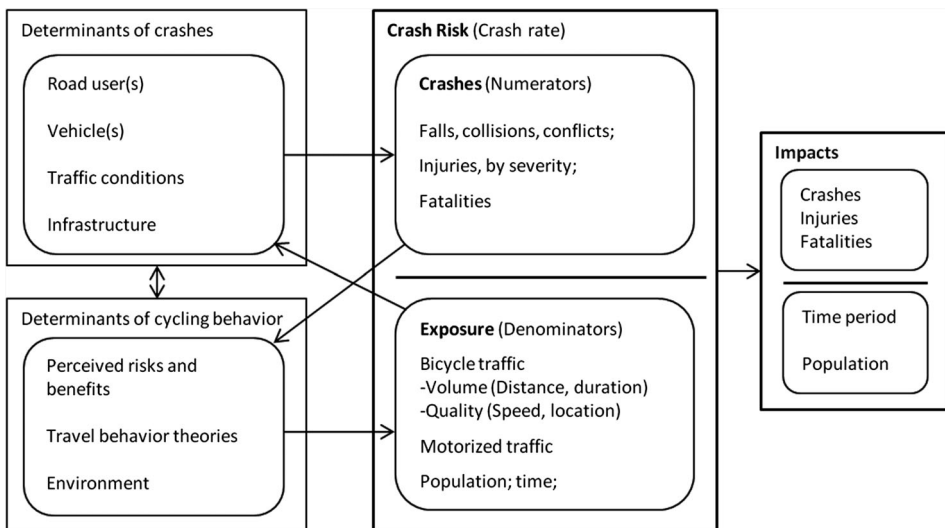 Determinants of crashes
Road user(s)
Vehicle(s)
Traffic conditions
Infrastructure
Determinants of cycling behavior
Perceived risks and
benefits
Travel behavior theories
Environment
Crash Risk (Crash rate)
Crashes (Numerators)
Falls, collisions, conflicts;
Injuries, by severity;
Fatalities
Exposure (Denominators)
Bicycle traffic
-Volume (Distance, duration)
-Quality (Speed, location)
Motorized traffic
Population; time;
Impacts
Crashes
Injuries
Fatalities
Time period
Population